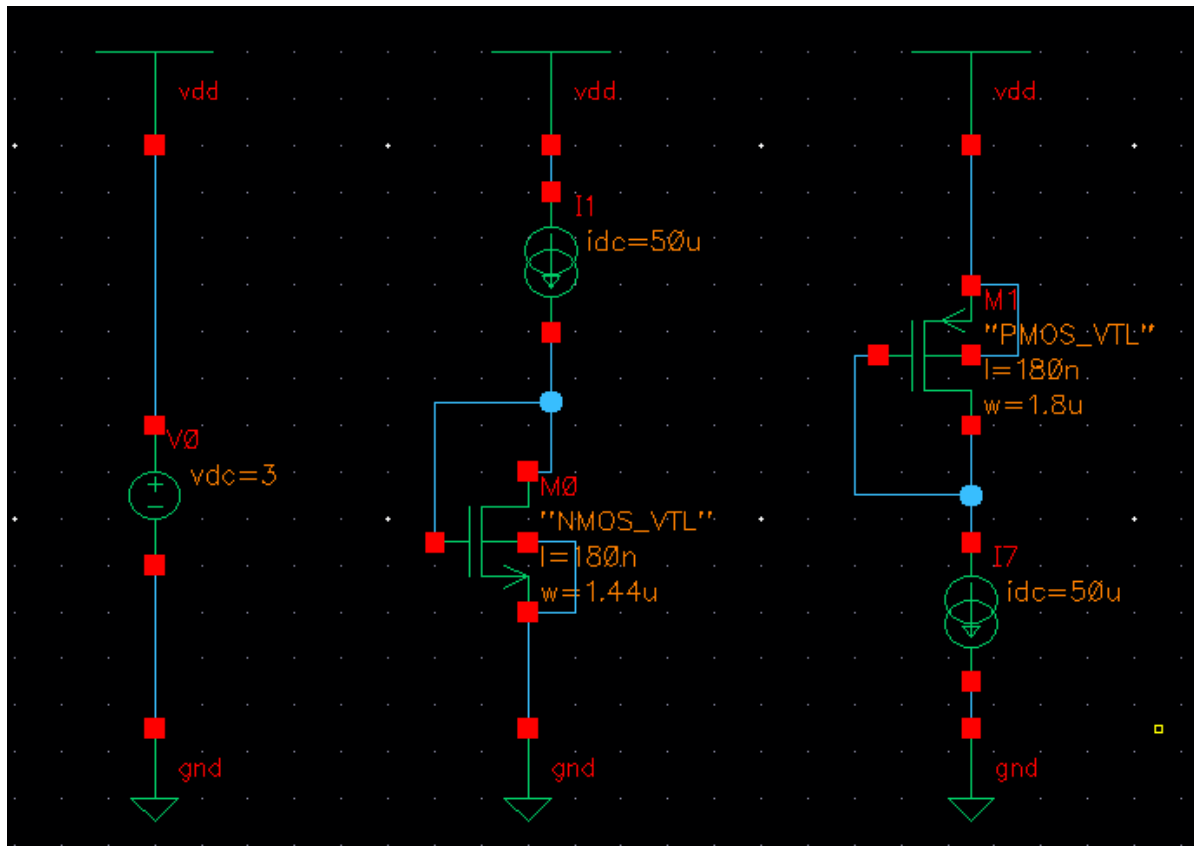 vdd
vdd
vdd
I1
idc=50u
M1
"PMOS_VTL"
l=180n
w=1.8u
V0
vdc=3
M0
"NMOS_VTL"
l=180n
w=1.44u
I7
idc=50u
gnd
gnd
gnd